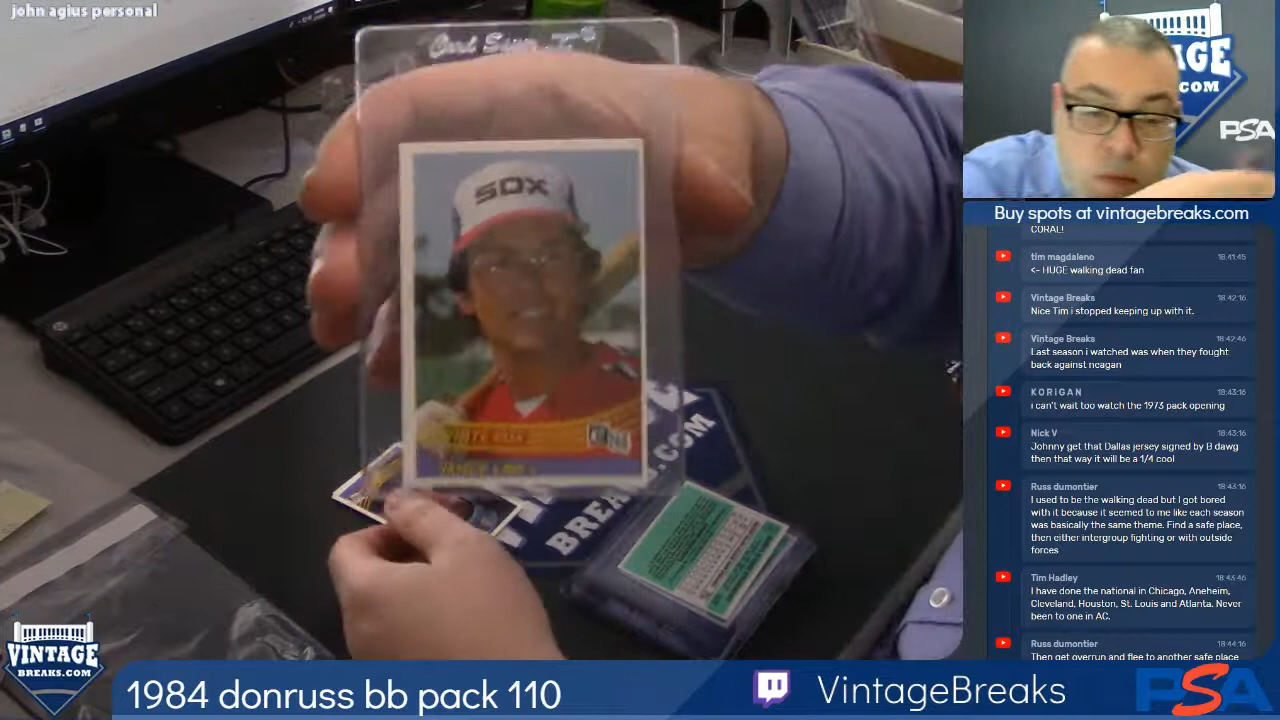 john agius personal
SOX
AGE
.COM
PSA
Buy spots at vintagebreaks.com
CORAL!
tim magdaleno 18:41:45
<- HUGE walking dead fan
Vintage Breaks 18:42:16
Nice Tim i stopped keeping up with it.
Vintage Breaks 18:42:46
Last season i watched was when they fought
back against ncagan
KORIGAN 18:43:16
i can't wait too watch the 1973 pack opening
Nick V 18:43:16
Johnny get that Dallas jersey signed by B dawg
then that way it will be a 1/4 cool
Russ dumontier 18:43:16
I used to be the walking dead but I got bored
with it because it seemed to me like each season
was basically the same theme. Find a safe place,
then either intergroup fighting or with outside
forces
Tim Hadley 18:43:46
I have done the national in Chicago, Aneheim,
Cleveland, Houston, St. Louis and Atlanta. Never
been to one in AC.
Russ dumontier 18:44:16
Then get overrun and flee to another safe place
VINTAGE
BREAKS.COM
1984 donruss bb pack 110
VintageBreaks
PSA